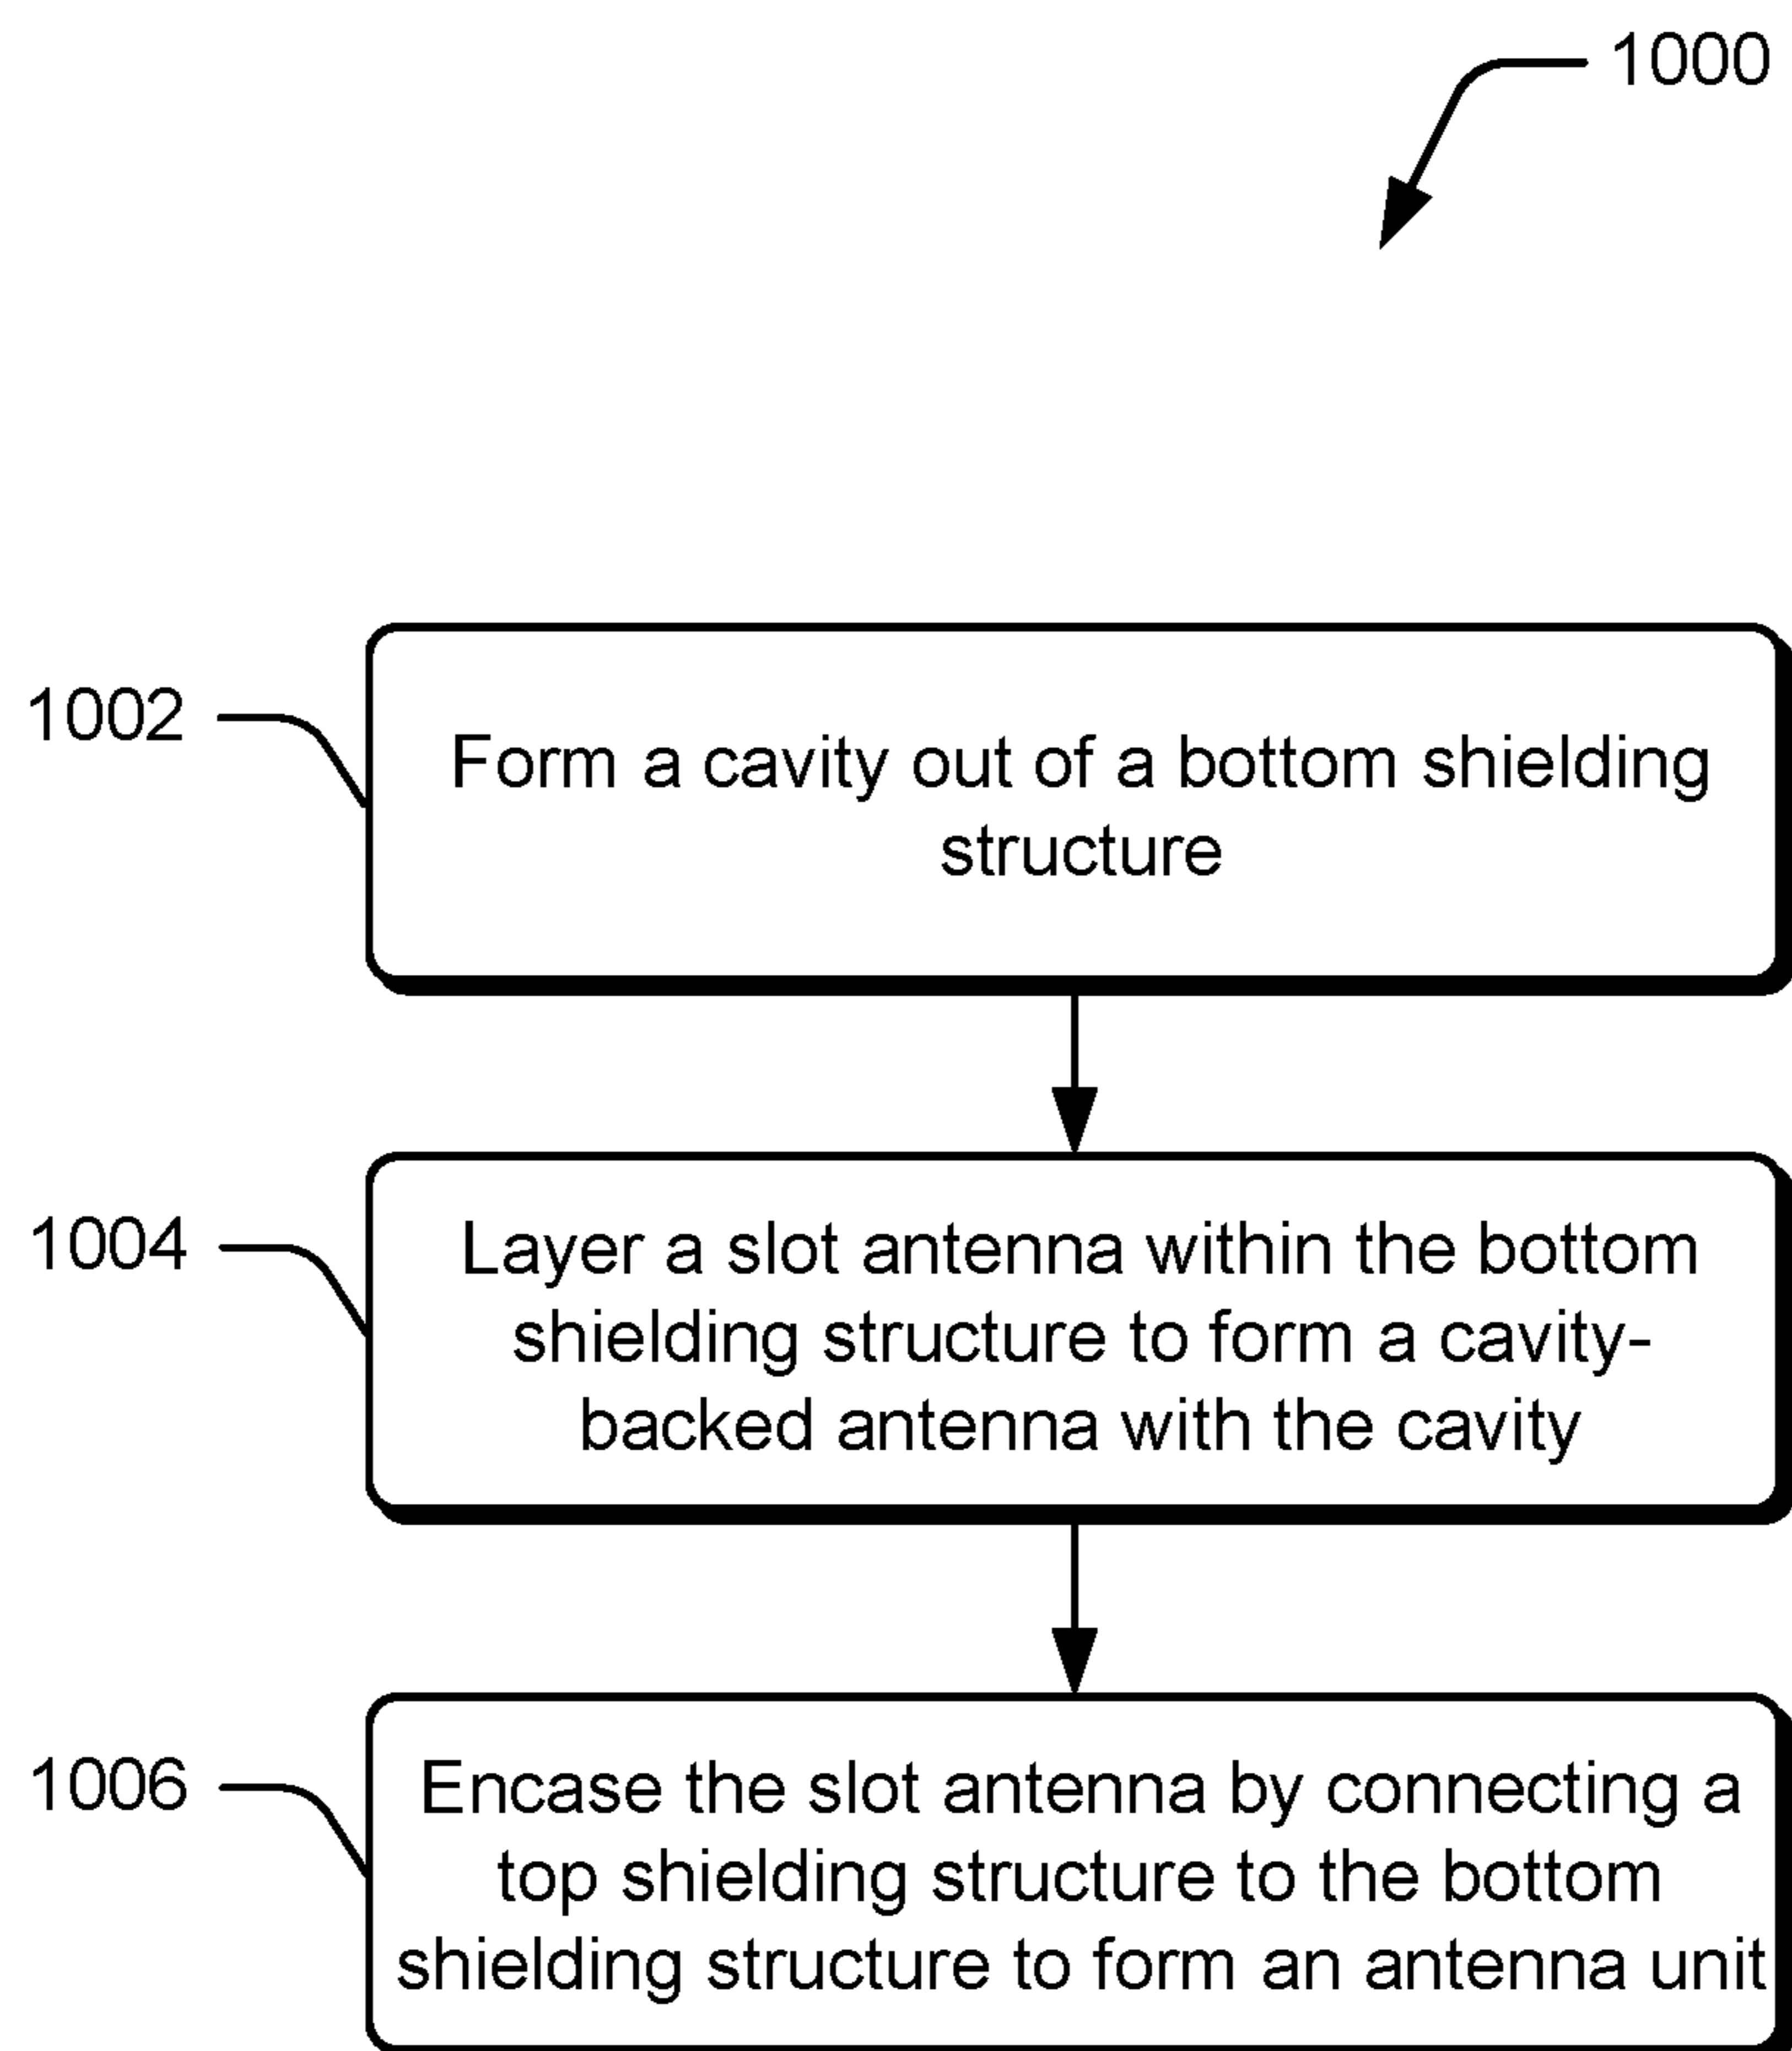 1000
1002
Form a cavity out of a bottom shielding
structure
1004
Layer a slot antenna within the bottom
shielding structure to form a cavity-
backed antenna with the cavity
1006
Encase the slot antenna by connecting a
top shielding structure to the bottom
shielding structure to form an antenna unit